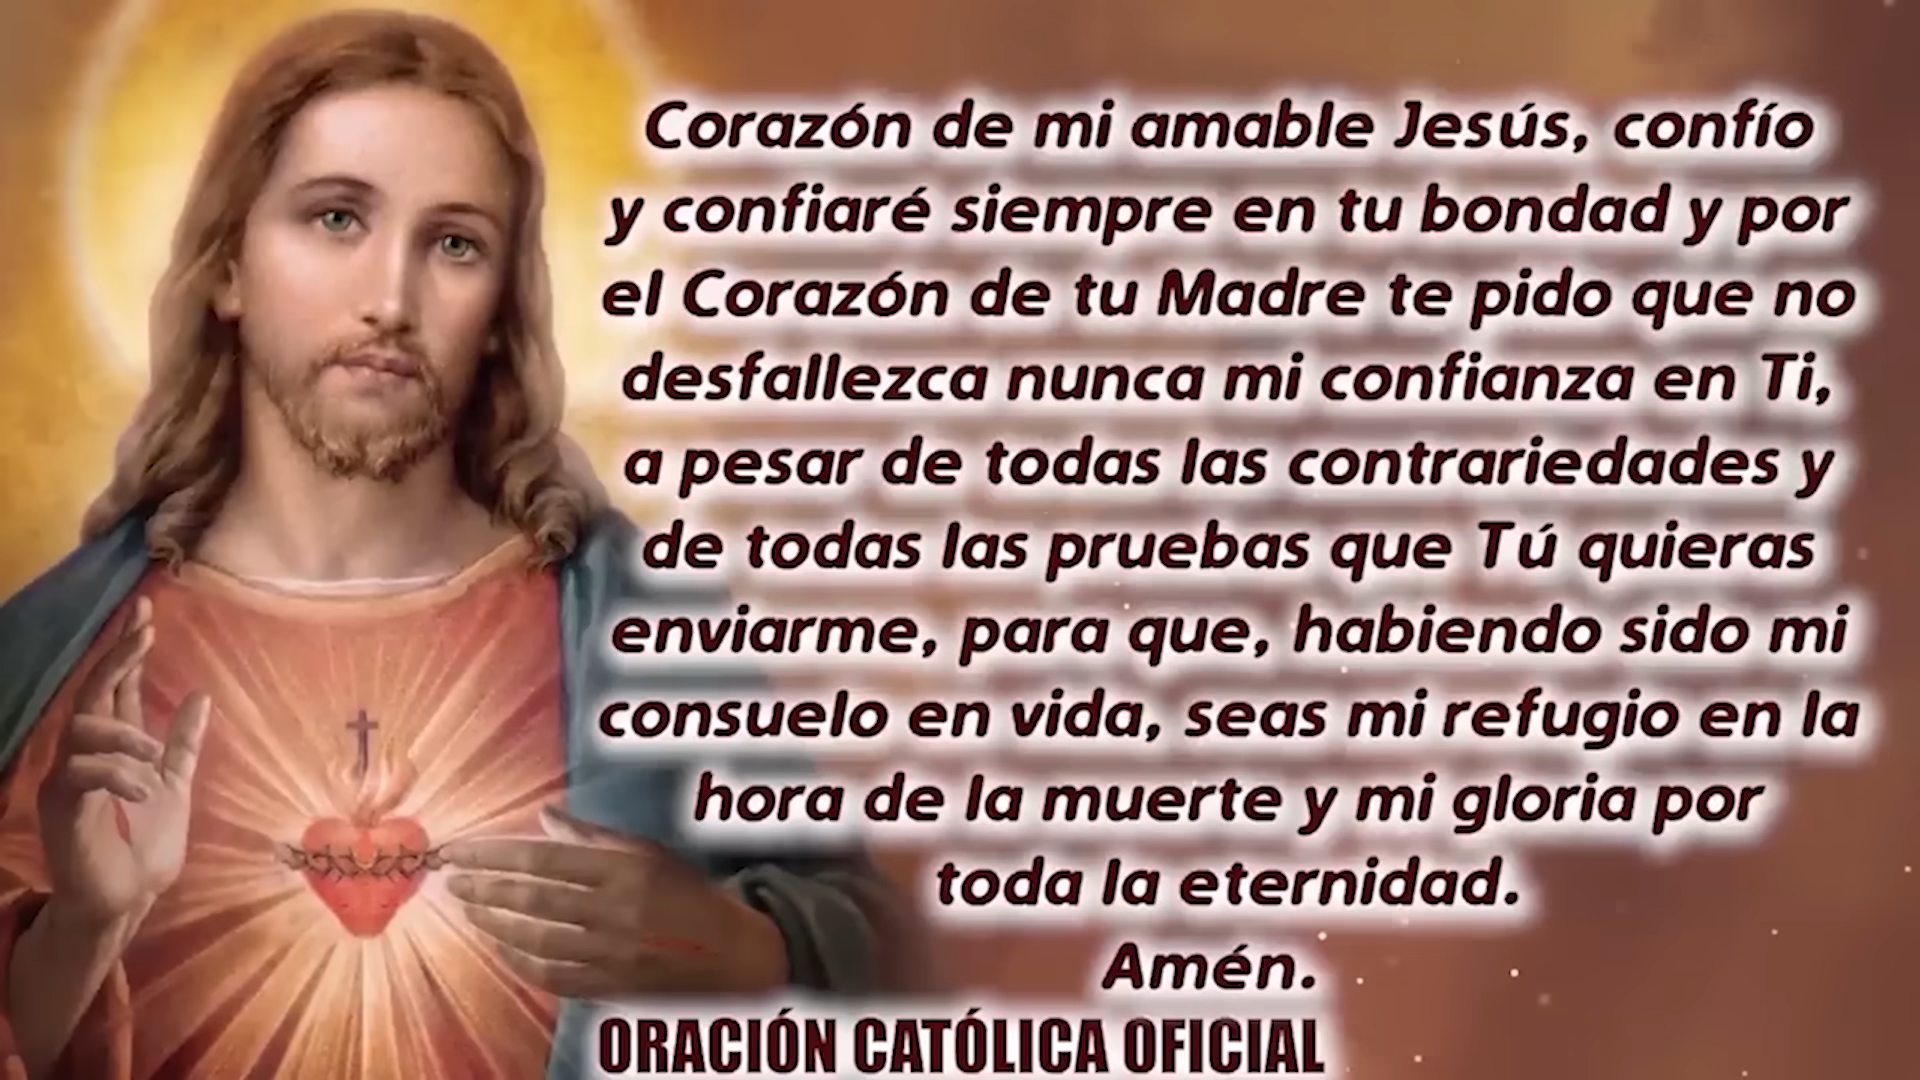 Corazón de mi amable Jesús, confío
y confiaré siempre en tu bondad y por
el Corazón de tu Madre te pido que no
desfallezca nunca mi confianza en Ti,
a pesar de todas las contrariedades y
de todas las pruebas que Tú quieras
enviarme, para que, habiendo sido mi
consuelo en vida, seas mi refugio en la
hora de la muerte y mi gloria por
toda la eternidad.
Amén.
ORACIÓN CATÓLICA OFICIAL